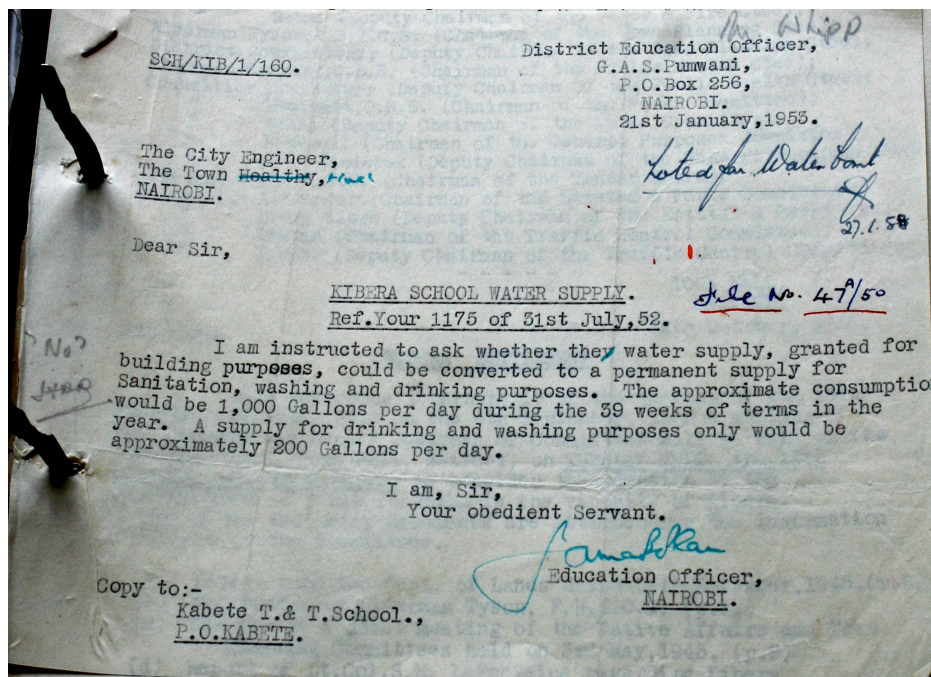 Mr Whipp
District Education Officer,
SCH/KIB/1/160.
G.A.S.Pumwani,
P.O.Box 256,
NAIROBI.
21st January,1953.
The City Engineer,
The Town Healthy, Hall
NAIROBI.
Noted for Water Cont
27.1.53
Dear Sir,
KIBERA SCHOOL WATER SUPPLY.
File No. 47A/50
Ref.Your 1175 of 31st July,52.
"No"
I am instructed to ask whether they water supply, granted for
building purposes, could be converted to a permanent supply for
Sanitation, washing and drinking purposes. The approximate consumptio
would be 1,000 Gallons per day during the 39 weeks of terms in the
year. A supply for drinking and washing purposes only would be
approximately 200 Gallons per day.
I am, Sir,
Your obedient Servant.
Education Officer,
NAIROBI.
Copy to:-
Kabete T.& T.School.,
P.O.KABETE.